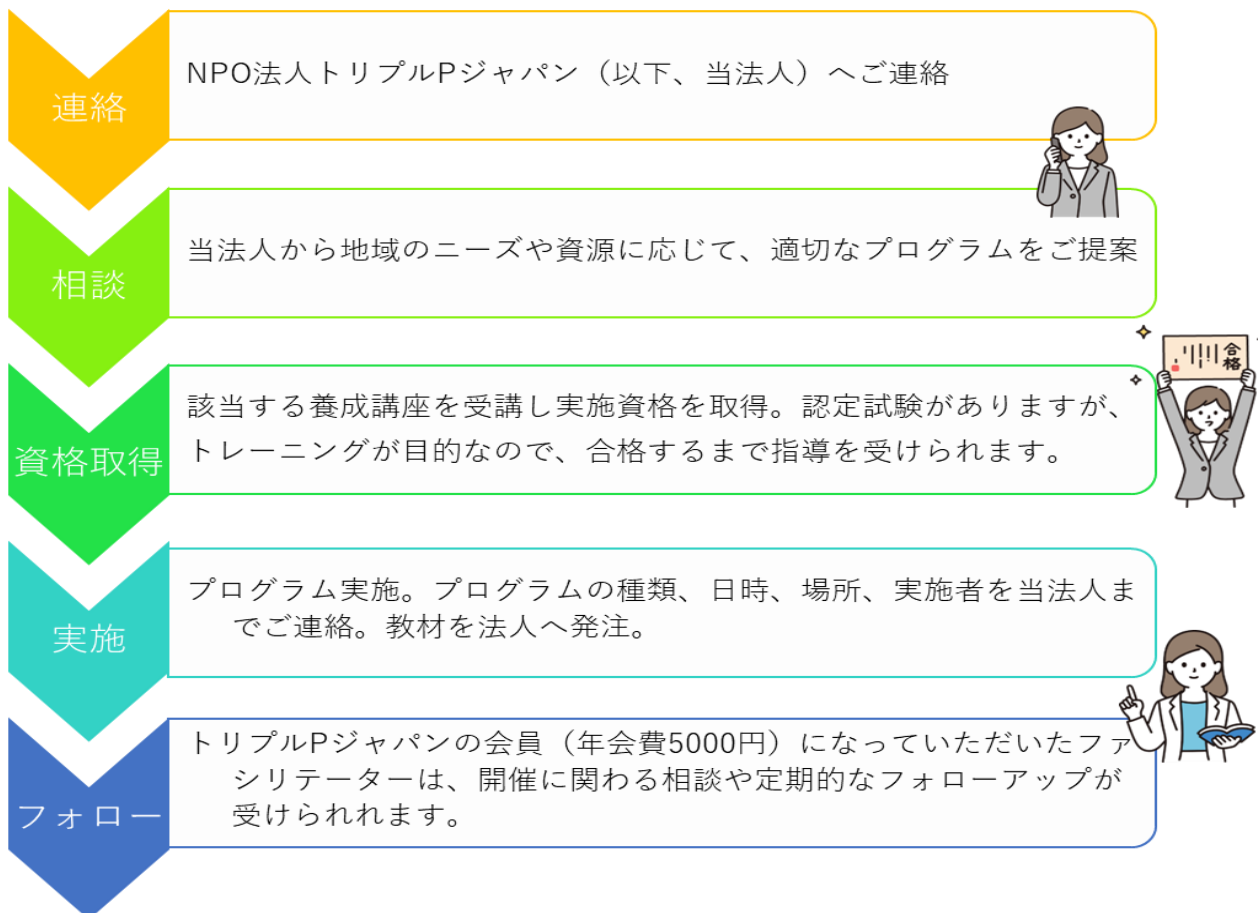 連絡
NPO法人トリプルPジャパン（以下、当法人）へご連絡
相談
当法人から地域のニーズや資源に応じて、適切なプログラムをご提案
資格取得
該当する養成講座を受講し実施資格を取得。認定試験がありますが、
トレーニングが目的なので、合格するまで指導を受けられます。
合格
実施
プログラム実施。プログラムの種類、日時、場所、実施者を当法人ま
でご連絡。教材を法人へ発注。
フォロー
トリプルPジャパンの会員（年会費5000円）になっていただいたファ
シリテーターは、開催に関わる相談や定期的なフォローアップが
受けられれます。